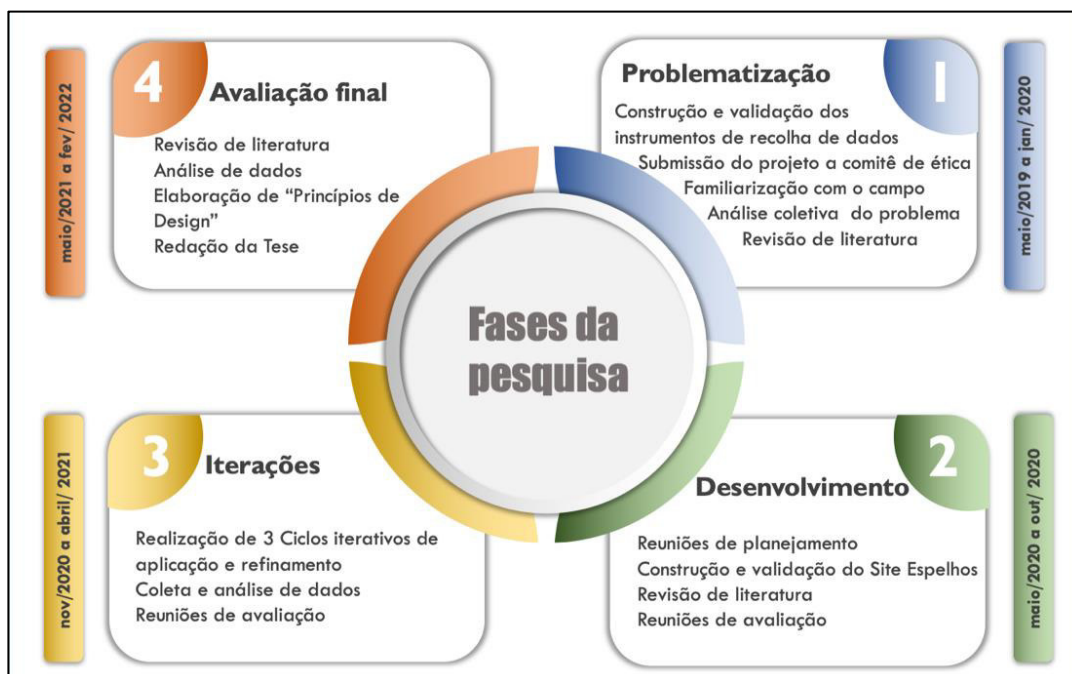 Fases da
pesquisa
1
Problematização
Construção e validação dos
instrumentos de recolha de dados
Submissão do projeto a comitê de ética
Familiarização com o campo
Análise coletiva do problema
Revisão de literatura
maio/2019 a jan/ 2020
2
Desenvolvimento
Reuniões de planejamento
Construção e validação do Site Espelhos
Revisão de literatura
Reuniões de avaliação
maio/2020 a out/ 2020
3
Iterações
Realização de 3 Ciclos iterativos de
aplicação e refinamento
Coleta e análise de dados
Reuniões de avaliação
nov/2020 a abril/ 2021
4
Avaliação final
Revisão de literatura
Análise de dados
Elaboração de “Princípios de
Design”
Redação da Tese
maio/2021 a fev/ 2022